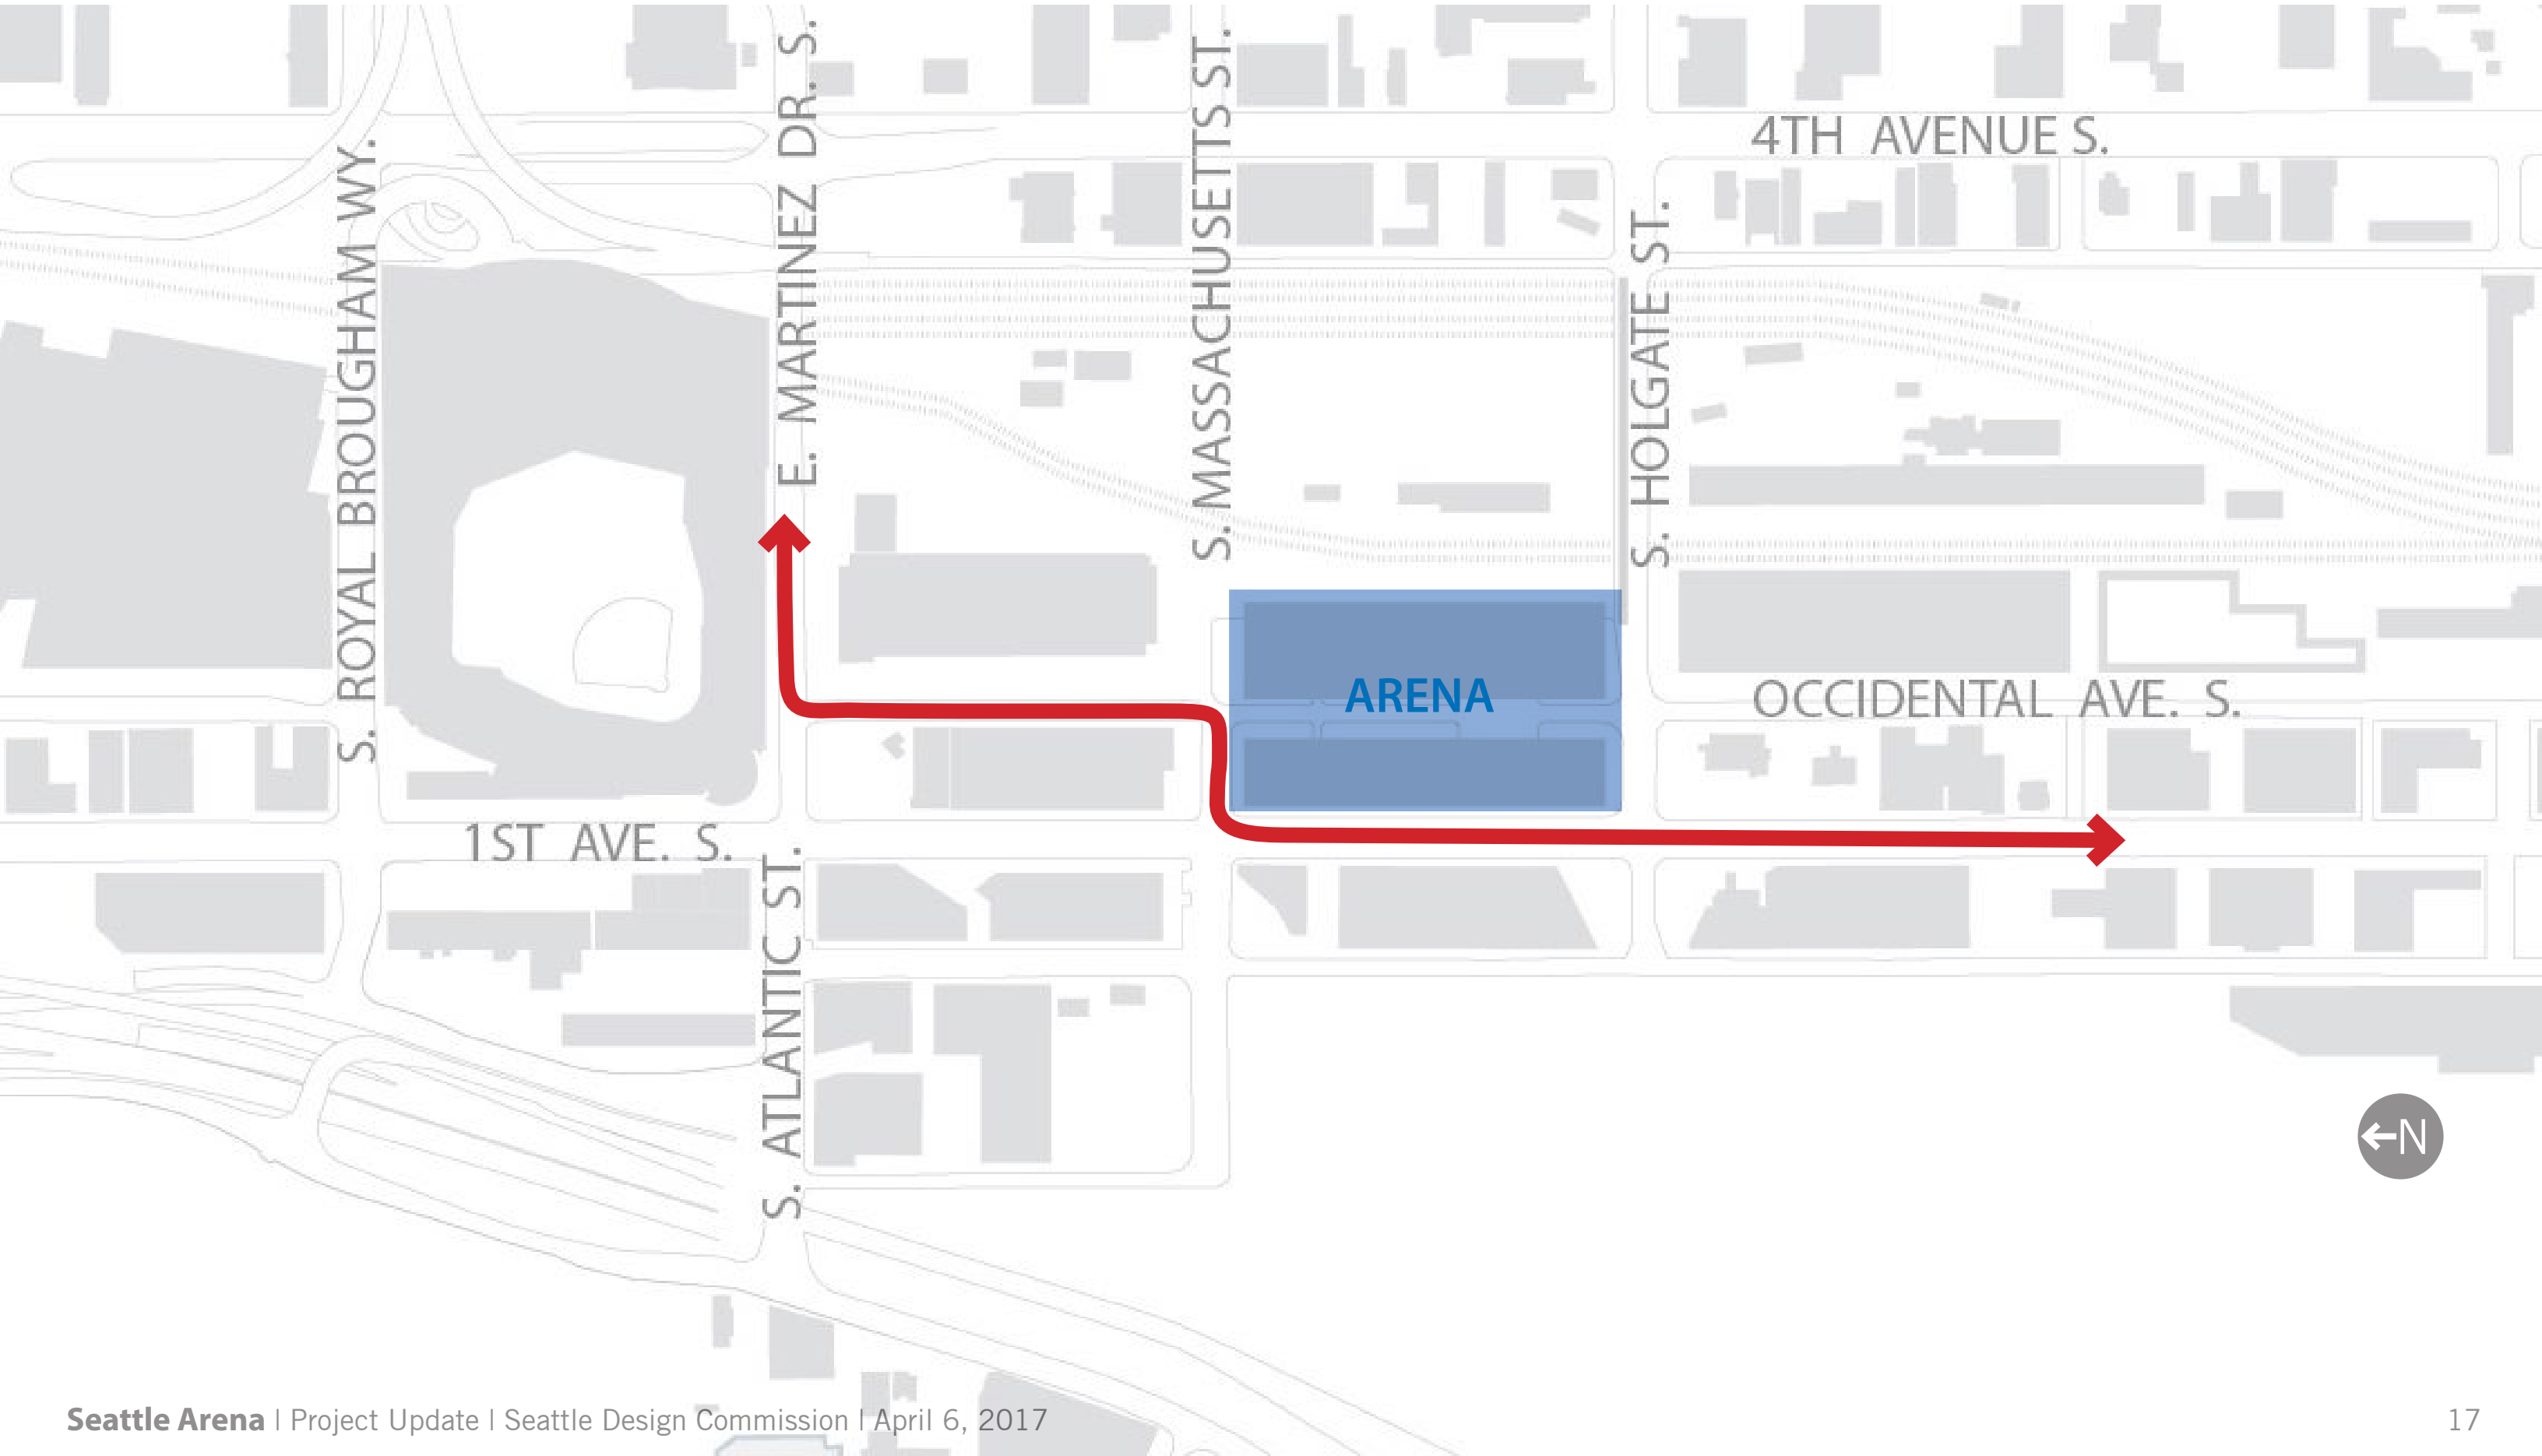 S. ROYAL BROUGHAM WY.
E. MARTINEZ DR. S.
S. MASSACHUSETTS ST.
4TH AVENUE S.
S. HOLGATE ST.
ARENA
OCCIDENTAL AVE. S.
1ST AVE. S.
S. ATLANTIC ST.
N
Seattle Arena | Project Update | Seattle Design Commission | April 6, 2017
17